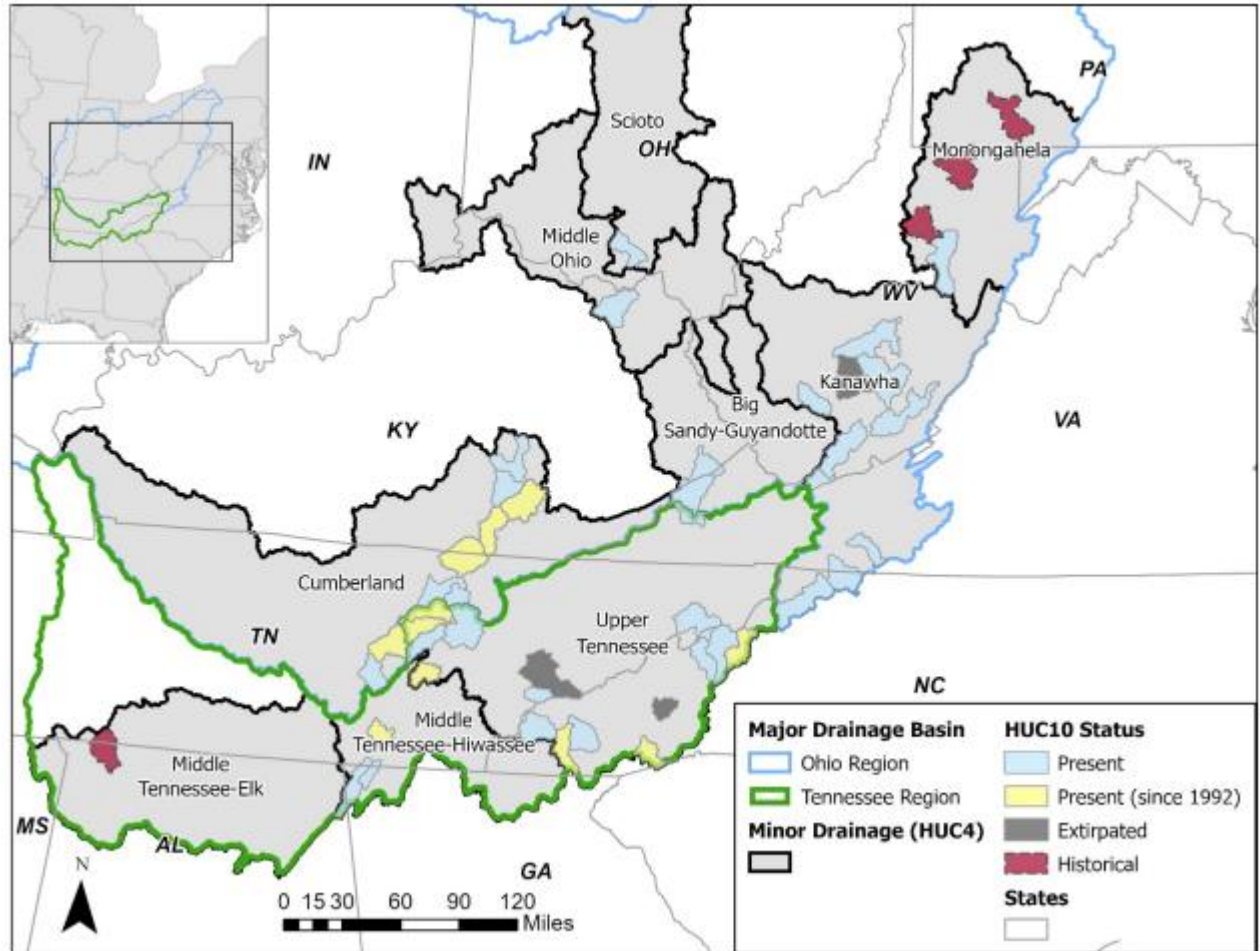 PA
Scioto
OH
IN
Monongahela
Middle
Ohio
WV
Kanawha
Big
Sandy-Guyandotte
KY
VA
Cumberland
Upper
Tennessee
TN
NC
Middle
Tennessee-Hiwassee
Middle
Tennessee-Elk
MS
AL
GA
N
0 15 30 60 90 120
Miles
Major Drainage Basin
Ohio Region
Tennessee Region
Minor Drainage (HUC4)
HUC10 Status
Present
Present (since 1992)
Extirpated
Historical
States